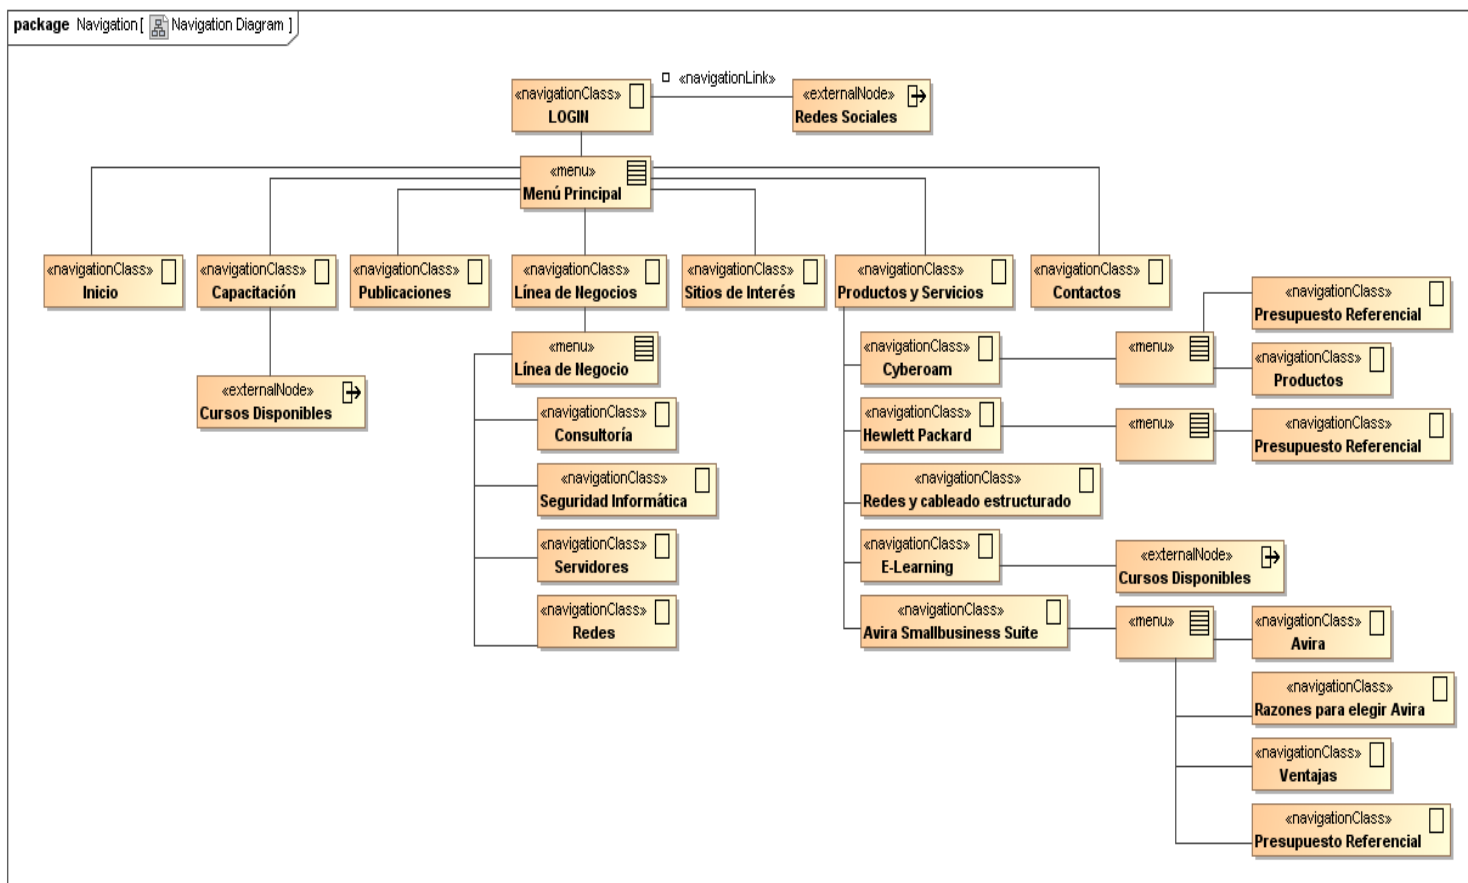 package Navigation [ Navigation Diagram ]
«navigationClass»
LOGIN
«navigationLink»
«externalNode»
Redes Sociales
«menu»
Menú Principal
«navigationClass»
Inicio
«navigationClass»
Capacitación
«navigationClass»
Publicaciones
«navigationClass»
Línea de Negocios
«navigationClass»
Sitios de Interés
«navigationClass»
Productos y Servicios
«navigationClass»
Contactos
«externalNode»
Cursos Disponibles
«menu»
Línea de Negocio
«navigationClass»
Consultoría
«navigationClass»
Seguridad Informática
«navigationClass»
Servidores
«navigationClass»
Redes
«navigationClass»
Cyberoam
«menu»
«navigationClass»
Presupuesto Referencial
«navigationClass»
Productos
«navigationClass»
Hewlett Packard
«menu»
«navigationClass»
Presupuesto Referencial
«navigationClass»
Redes y cableado estructurado
«navigationClass»
E-Learning
«externalNode»
Cursos Disponibles
«navigationClass»
Avira Smallbusiness Suite
«menu»
«navigationClass»
Avira
«navigationClass»
Razones para elegir Avira
«navigationClass»
Ventajas
«navigationClass»
Presupuesto Referencial